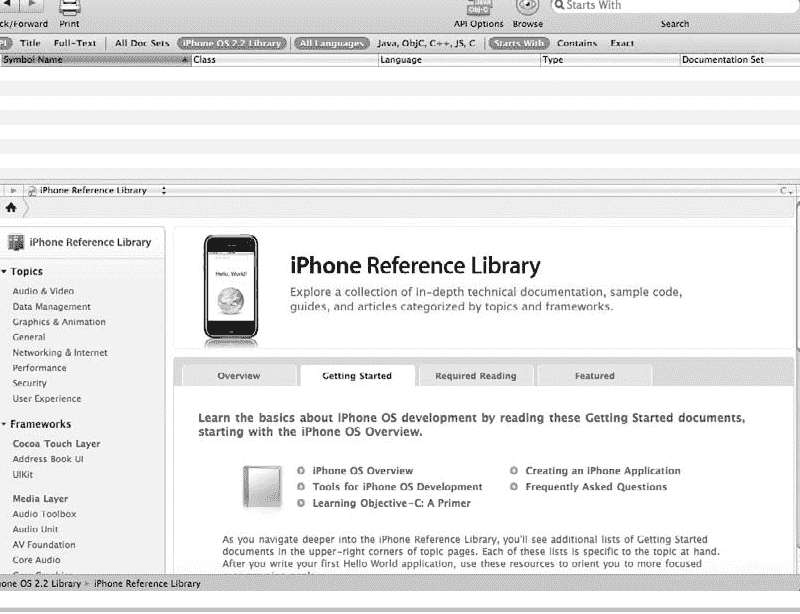 ck/Forward Print API Options Browse Starts With Search
Title Full-Text All Doc Sets iPhone OS 2.2 Library All Languages Java, ObjC, C++, JS, C Starts With Contains Exact
Symbol Name Class Language Type Documentation Set
iPhone Reference Library
iPhone Reference Library
Topics
Audio & Video
Data Management
Graphics & Animation
General
Networking & Internet
Performance
Security
User Experience
Frameworks
Cocoa Touch Layer
Address Book UI
UIKit
Media Layer
Audio Toolbox
Audio Unit
AV Foundation
Core Audio
Hello, World!
iPhone Reference Library
Explore a collection of in-depth technical documentation, sample code,
guides, and articles categorized by topics and frameworks.
Overview Getting Started Required Reading Featured
Learn the basics about iPhone OS development by reading these Getting Started documents,
starting with the iPhone OS Overview.
iPhone OS Overview
Tools for iPhone OS Development
Learning Objective-C: A Primer
Creating an iPhone Application
Frequently Asked Questions
As you navigate deeper into the iPhone Reference Library, you'll see additional lists of Getting Started
documents in the upper-right corners of topic pages. Each of these lists is specific to the topic at hand.
After you write your first Hello World application, use these resources to orient you to more focused
one OS 2.2 Library iPhone Reference Library